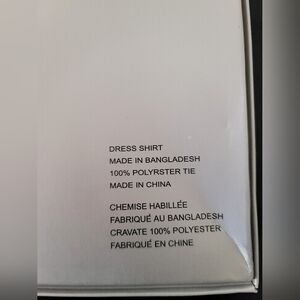 DRESS SHIRT
MADE IN BANGLADESH
100% POLYRSTER TIE
MADE IN CHINA
CHEMISE HABILLÉE
FABRIQUÉ AU BANGLADESH
CRAVATE 100% POLYESTER
FABRIQUÉ EN CHINE